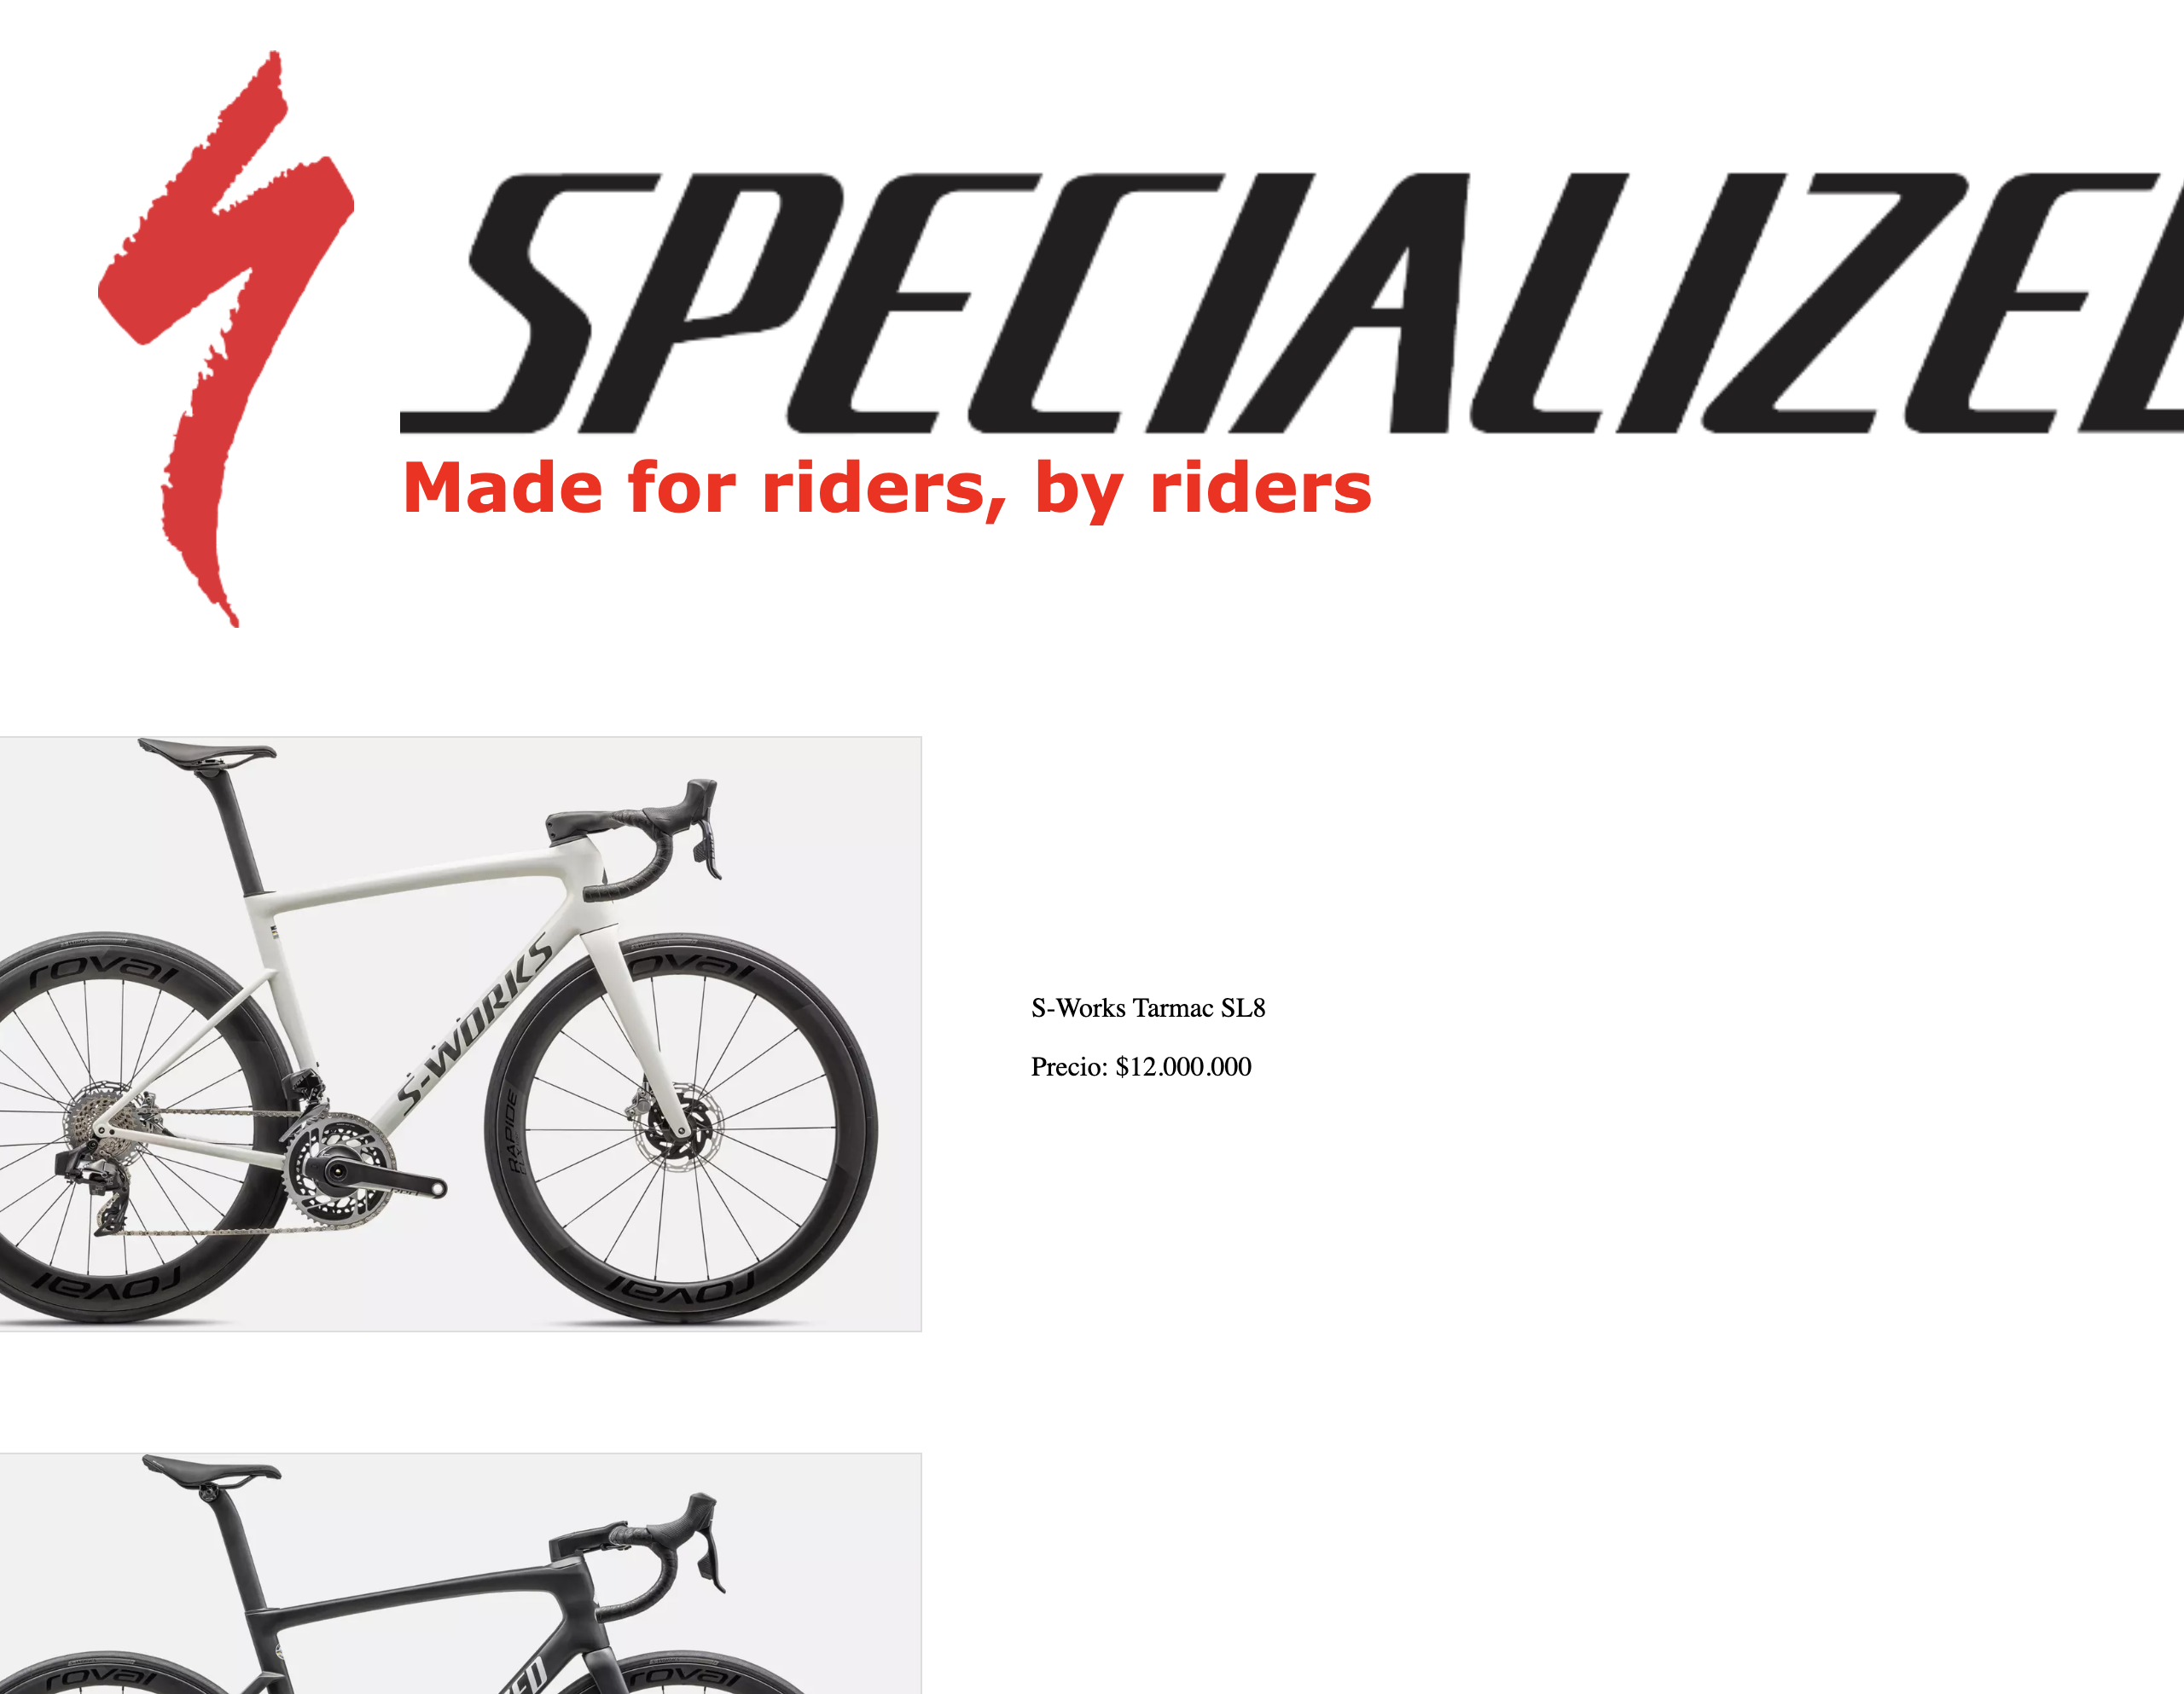 SPECIALIZED
Made for riders, by riders
roval
roval
S-WORKS
S-Works Tarmac SL8
Precio: $12.000.000
RAPIDE
roval
roval
roval
roval